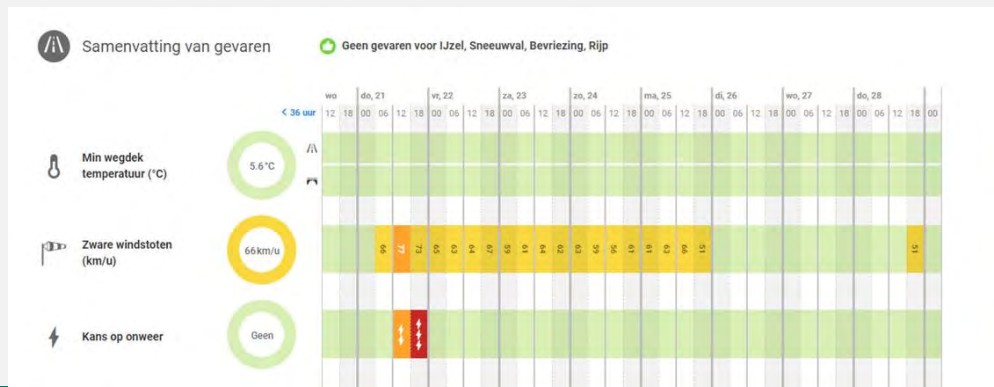 Samenvatting van gevaren
Geen gevaren voor IJzel, Sneeuwval, Bevriezing, Rijp
wo do, 21 vr, 22 za, 23 zo, 24 ma, 25 di, 26 wo, 27 do, 28
< 36 uur 12 18 00 06 12 18 00 06 12 18 00 06 12 18 00 06 12 18 00 06 12 18 00 06 12 18 00 06 12 18 00 06 12 18 00
Min wegdek
temperatuur (°C)
5.6°C
Zware windstoten
(km/u)
66km/u
66 77 73 65 63 64 67 59 61 64 62 63 59 56 61 61 63 66 51 51
Kans op onweer
Geen